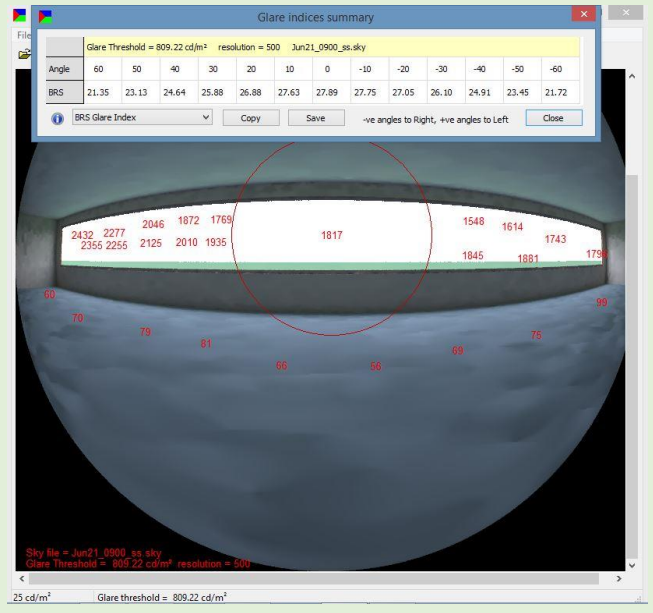 Glare indices summary
Glare Threshold = 809.22 cd/m² resolution = 500 Jun21_0900_ss.sky
Angle 60 50 40 30 20 10 0 -10 -20 -30 -40 -50 -60
BRS 21.35 23.13 24.64 25.88 26.88 27.63 27.89 27.75 27.05 26.10 24.91 23.45 21.72
BRS Glare Index Copy Save -ve angles to Right, +ve angles to Left Close
2432 2277 2046 1872 1769 1817 1548 1614 1743
2355 2255 2125 2010 1935 1845 1881
60 99
70 79 81 69 75
66 56
Sky file = Jun21_0900_ss.sky
Glare Threshold = 809.22 cd/m² resolution = 500
25 cd/m² Glare threshold = 809.22 cd/m²